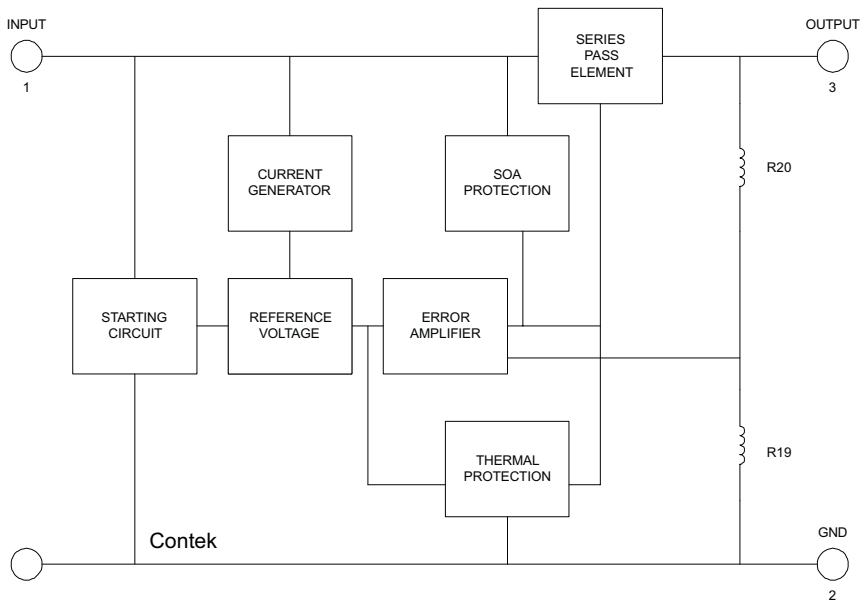 INPUT
1
OUTPUT
3
SERIES
PASS
ELEMENT
CURRENT
GENERATOR
SOA
PROTECTION
R20
STARTING
CIRCUIT
REFERENCE
VOLTAGE
ERROR
AMPLIFIER
THERMAL
PROTECTION
R19
Contek
GND
2